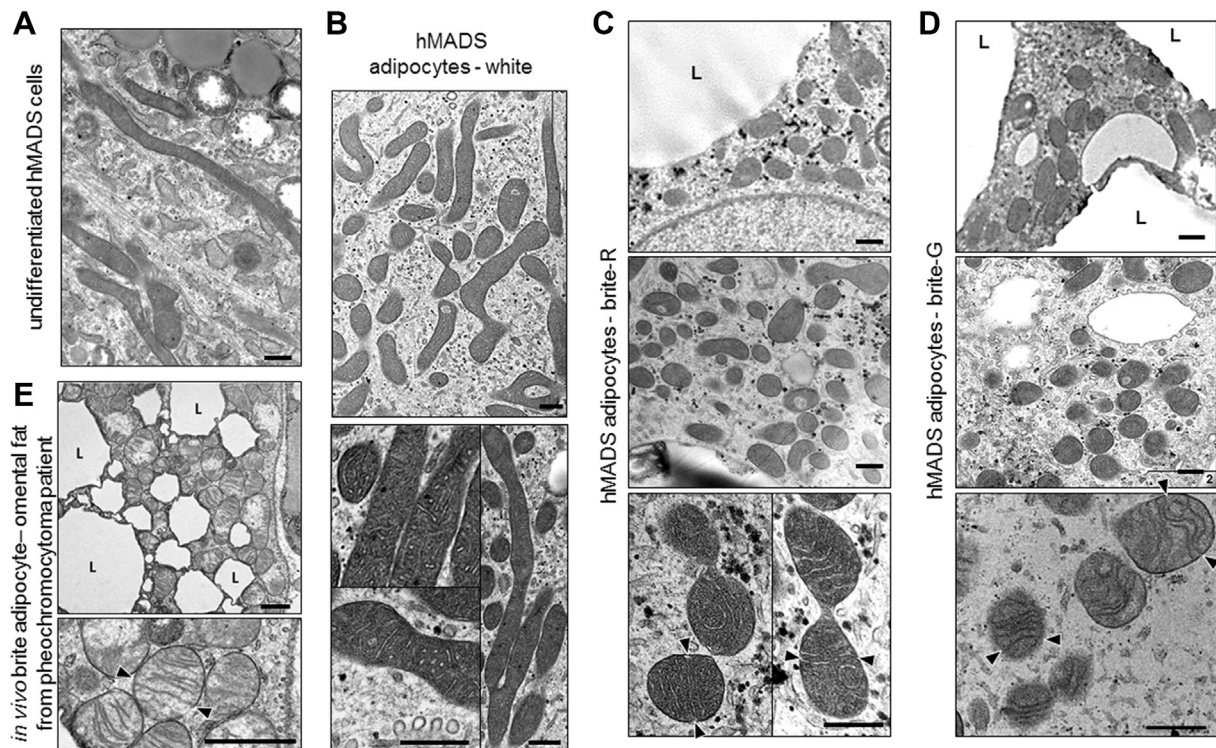 A
undifferentiated hMADS cells
B
hMADS
adipocytes - white
C
hMADS adipocytes - brite-R
L
D
hMADS adipocytes - brite-G
L
L
L
2
E
in vivo brite adipocyte– omental fat
from pheochromocytoma patient
L
L
L
L